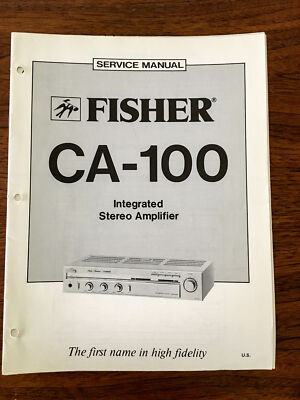 SERVICE MANUAL
FISHER®
CA-100
Integrated
Stereo Amplifier
The first name in high fidelity
U.S.